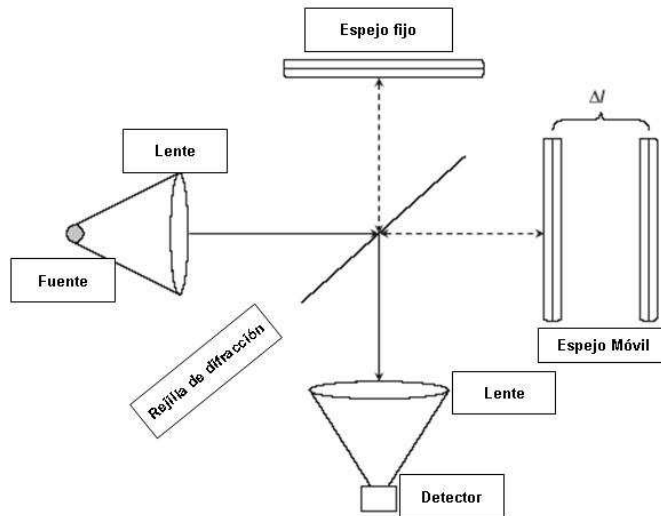 Espejo fijo
Δl
Lente
Fuente
Rejilla de difracción
Espejo Móvil
Lente
Detector